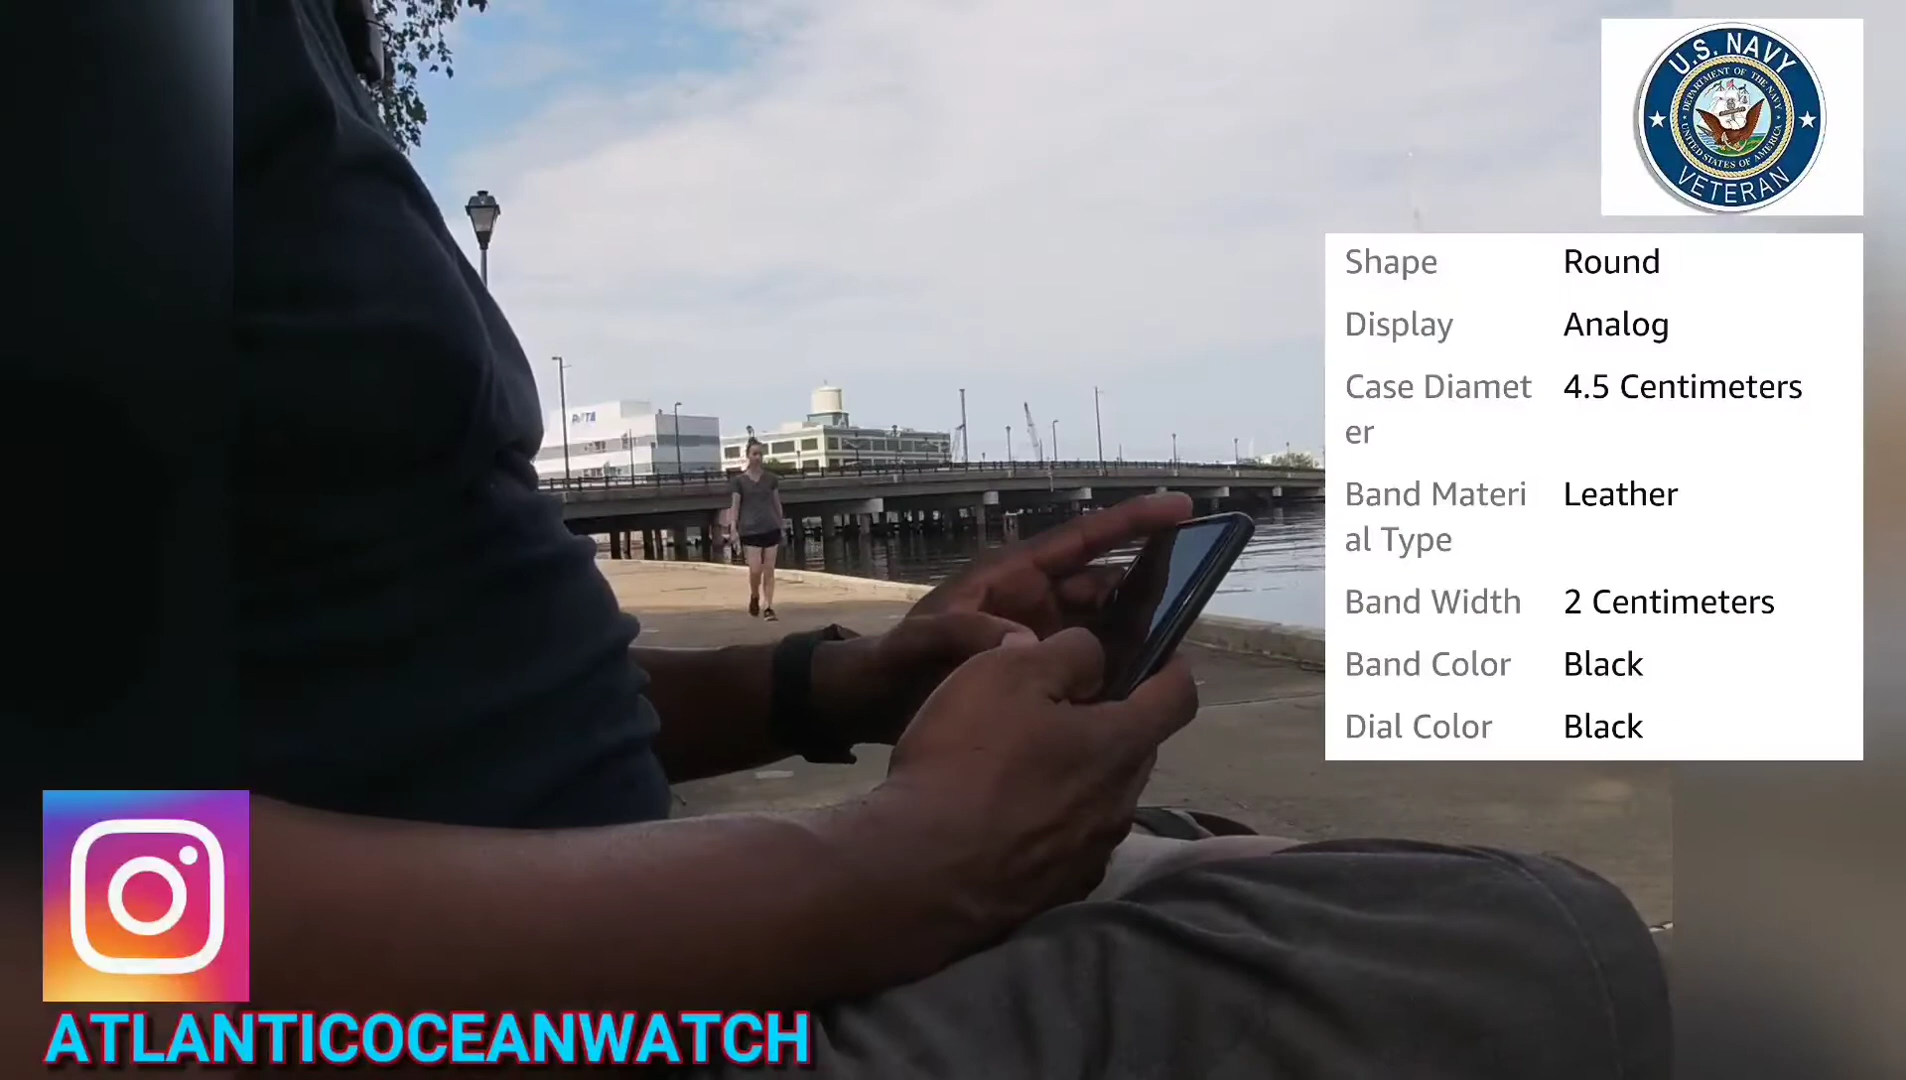 U.S. NAVY
DEPARTMENT OF THE NAVY
UNITED STATES OF AMERICA
VETERAN
Shape Round
Display Analog
Case Diamet 4.5 Centimeters
er
Band Materi Leather
al Type
Band Width 2 Centimeters
Band Color Black
Dial Color Black
ATLANTICOCEANWATCH